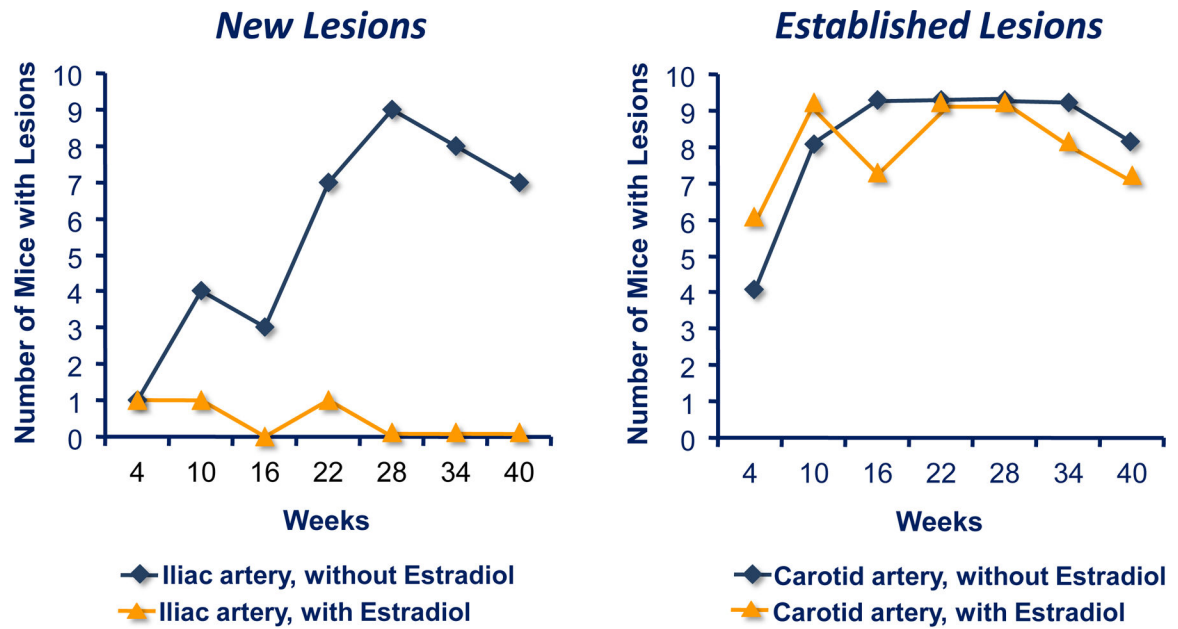 New Lesions
Number of Mice with Lesions
10
9
8
7
6
5
4
3
2
1
0
4 10 16 22 28 34 40
Weeks
Iliac artery, without Estradiol
Iliac artery, with Estradiol
Established Lesions
Number of Mice with Lesions
10
9
8
7
6
5
4
3
2
1
0
4 10 16 22 28 34 40
Weeks
Carotid artery, without Estradiol
Carotid artery, with Estradiol